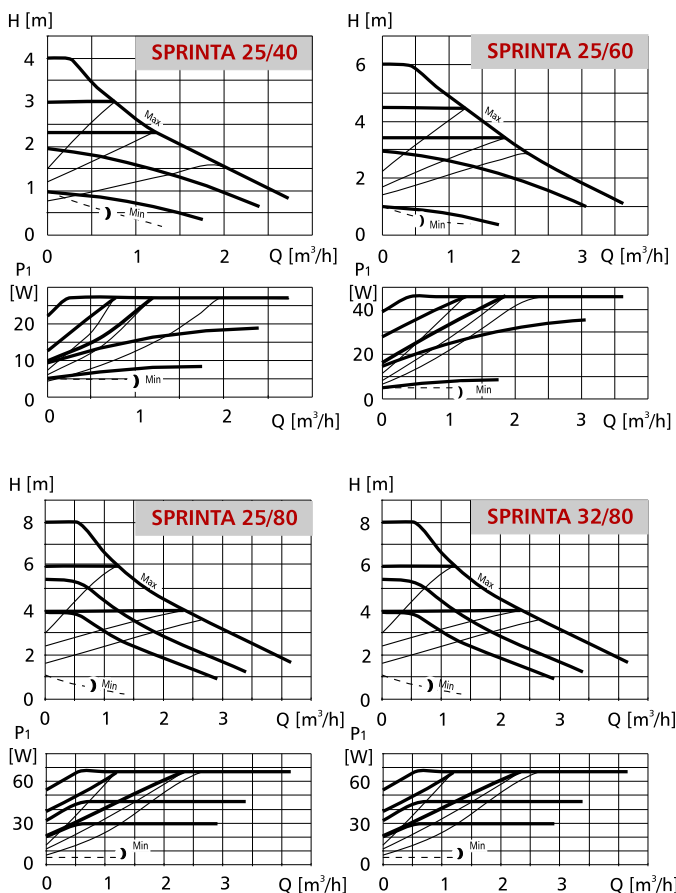 H [m]
SPRINTA 25/40
4
3
2
1
0
Max
Min
0
1
2
Q [m³/h]
P1
[W]
20
10
0
Min
0
1
2
Q [m³/h]
H [m]
SPRINTA 25/60
6
4
2
0
Max
Min
0
1
2
3
Q [m³/h]
P1
[W]
40
20
0
Min
0
1
2
3
Q [m³/h]
H [m]
SPRINTA 25/80
8
6
4
2
0
Max
Min
0
1
2
3
Q [m³/h]
P1
[W]
60
30
0
Min
0
1
2
3
Q [m³/h]
H [m]
SPRINTA 32/80
8
6
4
2
0
Max
Min
0
1
2
3
Q [m³/h]
P1
[W]
60
30
0
Min
0
1
2
3
Q [m³/h]